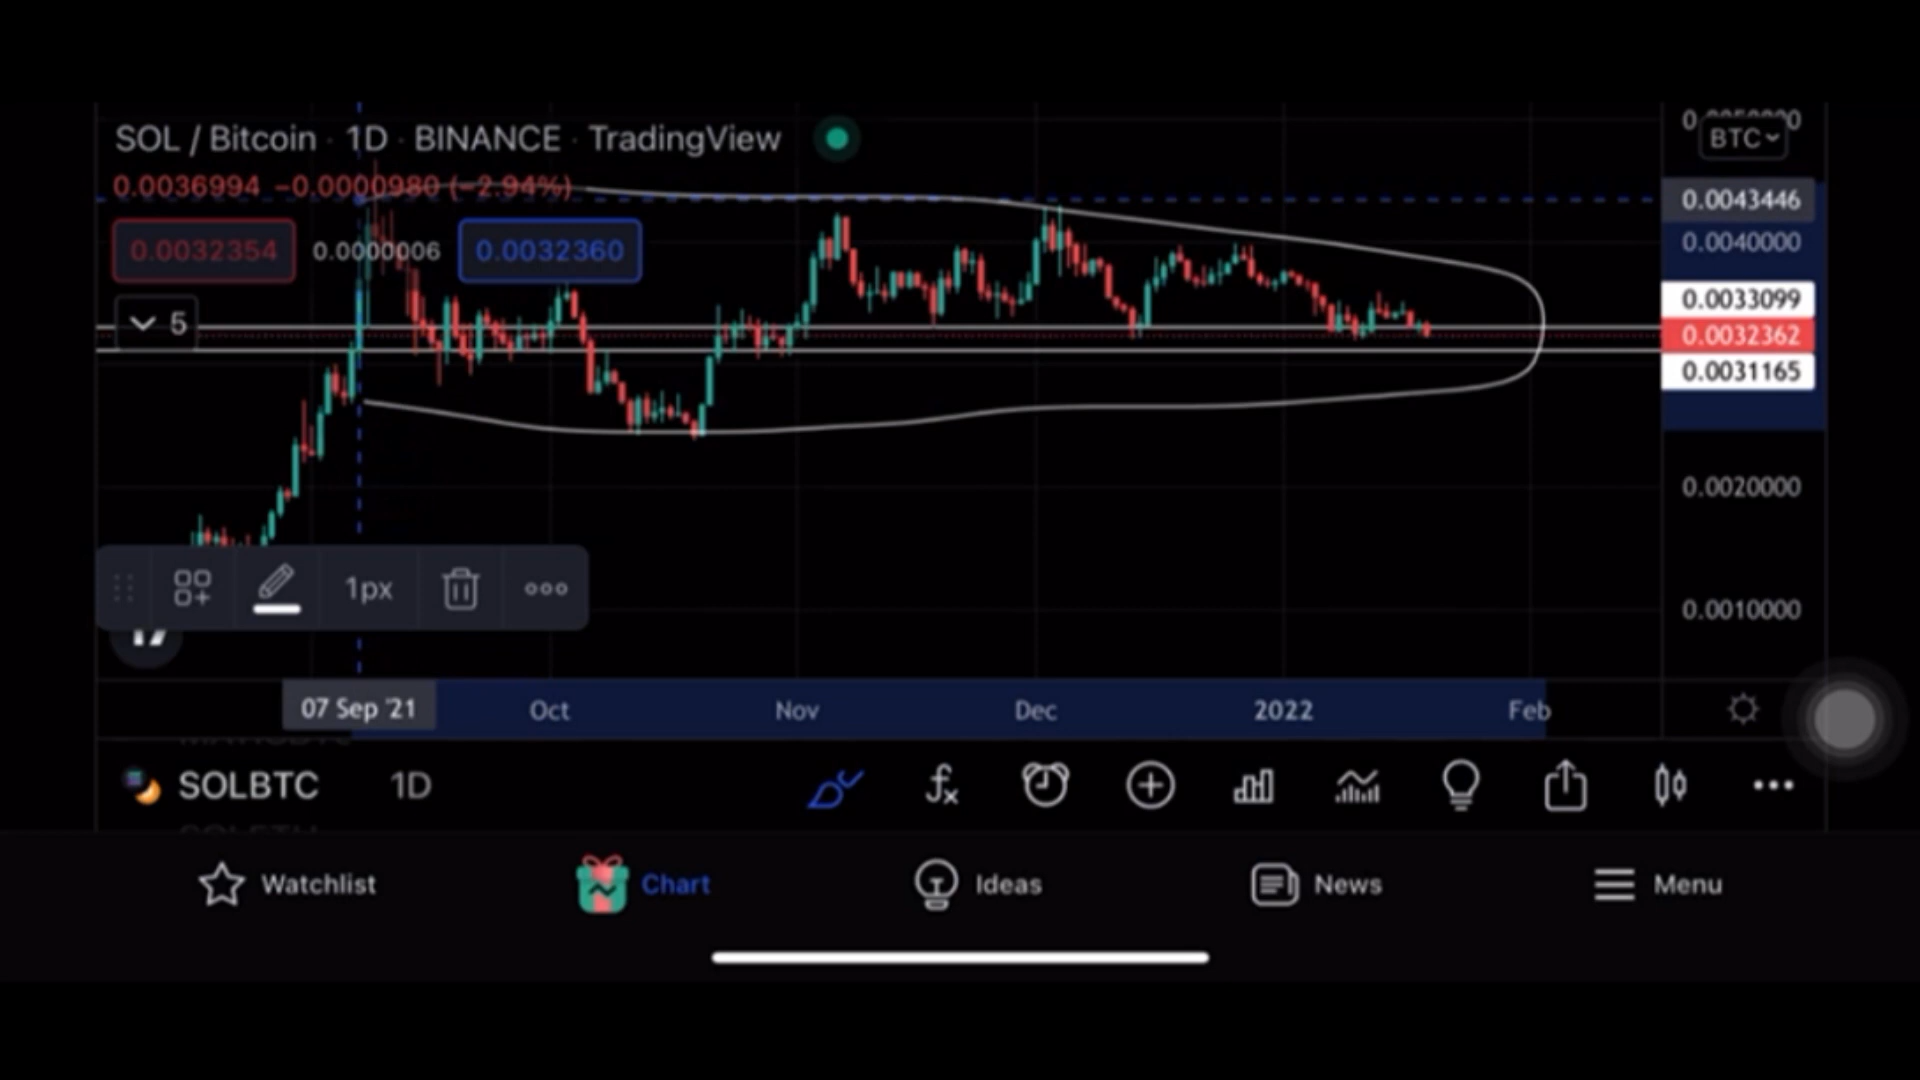 SOL / Bitcoin · 1D · BINANCE · TradingView
0.0036994 −0.0000980 (−2.94%)
0.0032354 0.0000006 0.0032360
5
BTC
0.0043446
0.0040000
0.0033099
0.0032362
0.0031165
0.0020000
0.0010000
1px
07 Sep '21 Oct Nov Dec 2022 Feb
SOLBTC 1D
Watchlist Chart Ideas News Menu